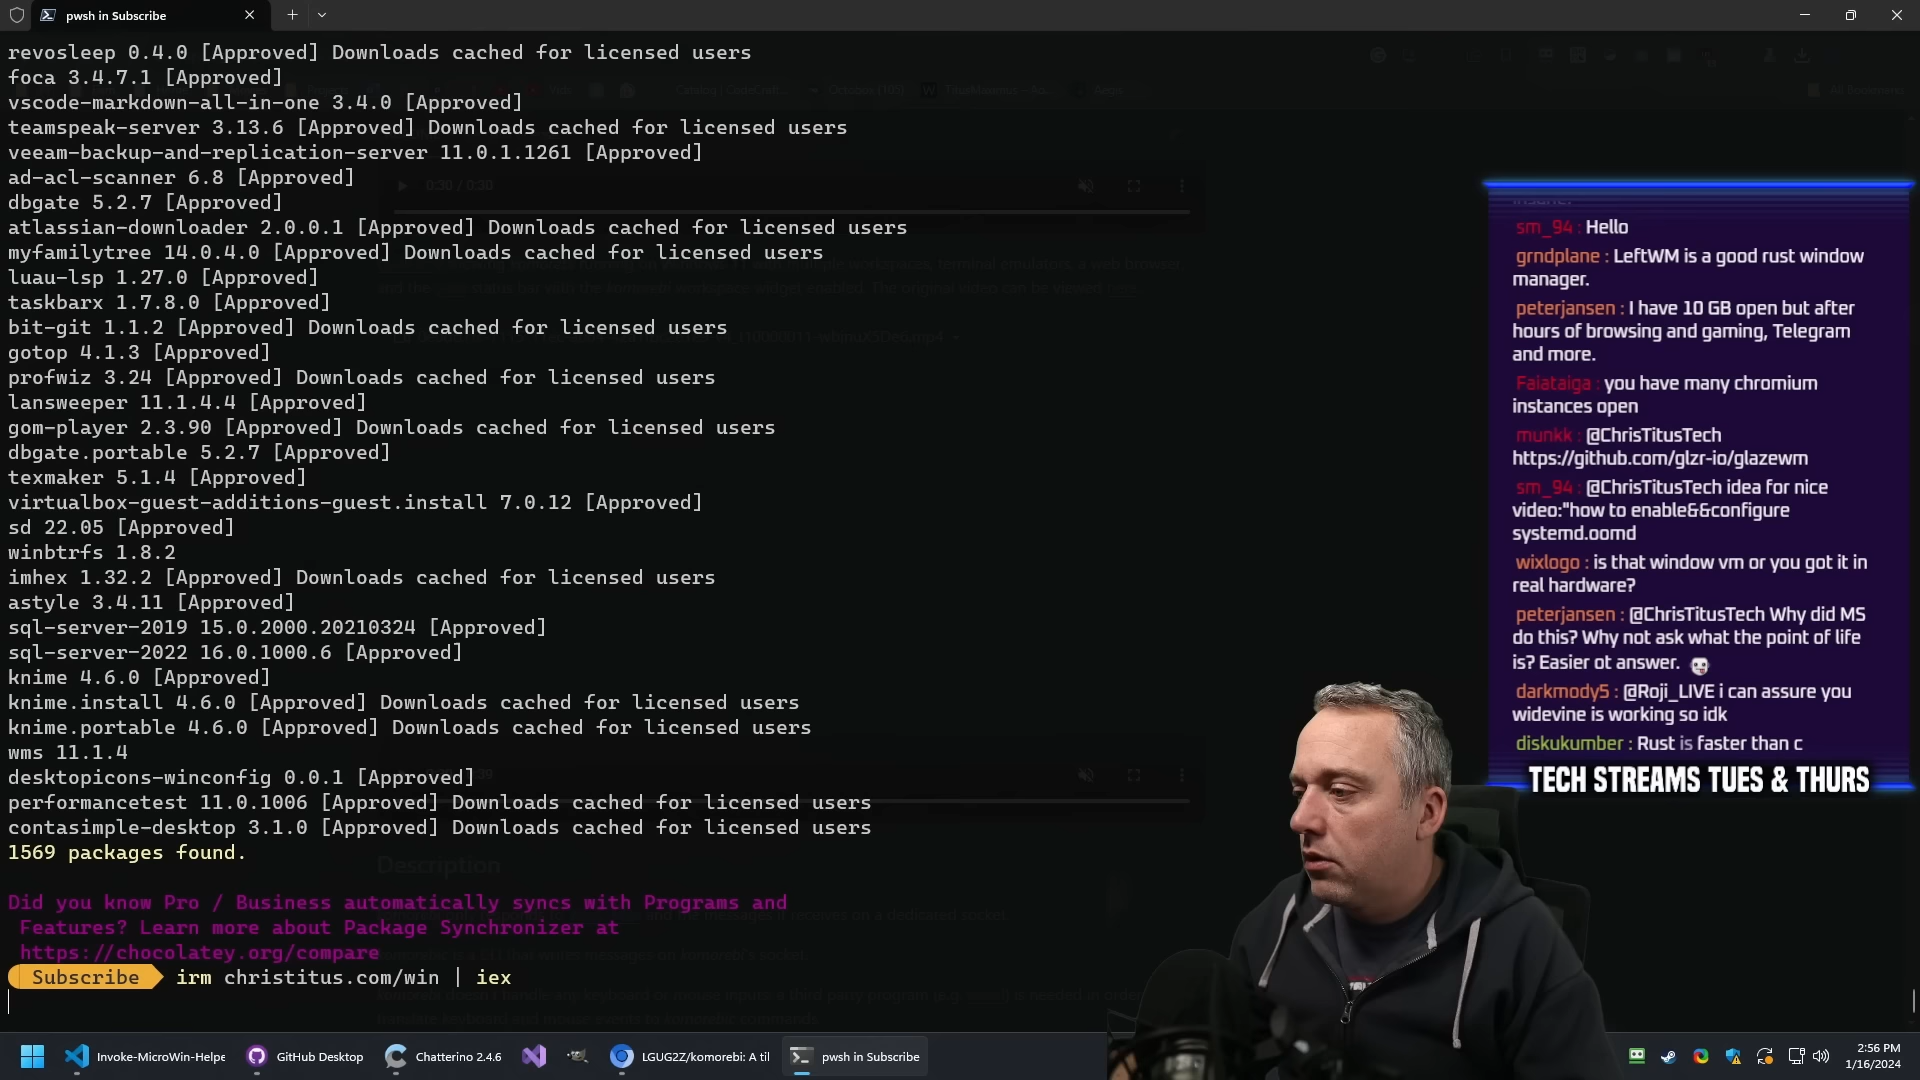 pwsh in Subscribe
revosleep 0.4.0 [Approved] Downloads cached for licensed users
foca 3.4.7.1 [Approved]
vscode-markdown-all-in-one 3.4.0 [Approved]
teamspeak-server 3.13.6 [Approved] Downloads cached for licensed users
veeam-backup-and-replication-server 11.0.1.1261 [Approved]
ad-acl-scanner 6.8 [Approved]
dbgate 5.2.7 [Approved]
atlassian-downloader 2.0.0.1 [Approved] Downloads cached for licensed users
myfamilytree 14.0.4.0 [Approved] Downloads cached for licensed users
luau-lsp 1.27.0 [Approved]
taskbarx 1.7.8.0 [Approved]
bit-git 1.1.2 [Approved] Downloads cached for licensed users
gotop 4.1.3 [Approved]
profwiz 3.24 [Approved] Downloads cached for licensed users
lansweeper 11.1.4.4 [Approved]
gom-player 2.3.90 [Approved] Downloads cached for licensed users
dbgate.portable 5.2.7 [Approved]
texmaker 5.1.4 [Approved]
virtualbox-guest-additions-guest.install 7.0.12 [Approved]
sd 22.05 [Approved]
winbtrfs 1.8.2
imhex 1.32.2 [Approved] Downloads cached for licensed users
astyle 3.4.11 [Approved]
sql-server-2019 15.0.2000.20210324 [Approved]
sql-server-2022 16.0.1000.6 [Approved]
knime 4.6.0 [Approved]
knime.install 4.6.0 [Approved] Downloads cached for licensed users
knime.portable 4.6.0 [Approved] Downloads cached for licensed users
wms 11.1.4
desktopicons-winconfig 0.0.1 [Approved]
performancetest 11.0.1006 [Approved] Downloads cached for licensed users
contasimple-desktop 3.1.0 [Approved] Downloads cached for licensed users
1569 packages found.
Did you know Pro / Business automatically syncs with Programs and
Features? Learn more about Package Synchronizer at
https://chocolatey.org/compare
Subscribe irm christitus.com/win | iex
0:30 / 0:30
Description
sm_94 : Hello
grndplane : LeftWM is a good rust window
manager.
peterjansen : I have 10 GB open but after
hours of browsing and gaming, Telegram
and more.
Faiataiga : you have many chromium
instances open
munkk : @ChrisTitusTech
https://github.com/glzr-io/glazewm
sm_94 : @ChrisTitusTech idea for nice
video:"how to enable&&configure
systemd.oomd
wixlogo : is that window vm or you got it in
real hardware?
peterjansen : @ChrisTitusTech Why did MS
do this? Why not ask what the point of life
is? Easier ot answer.
darkmody5 : @Roji_LIVE i can assure you
widevine is working so idk
diskukumber : Rust is faster than c
TECH STREAMS TUES & THURS
Invoke-MicroWin-Helpe
GitHub Desktop
Chatterino 2.4.6
LGUG2Z/komorebi: A til
pwsh in Subscribe
2:56 PM
1/16/2024